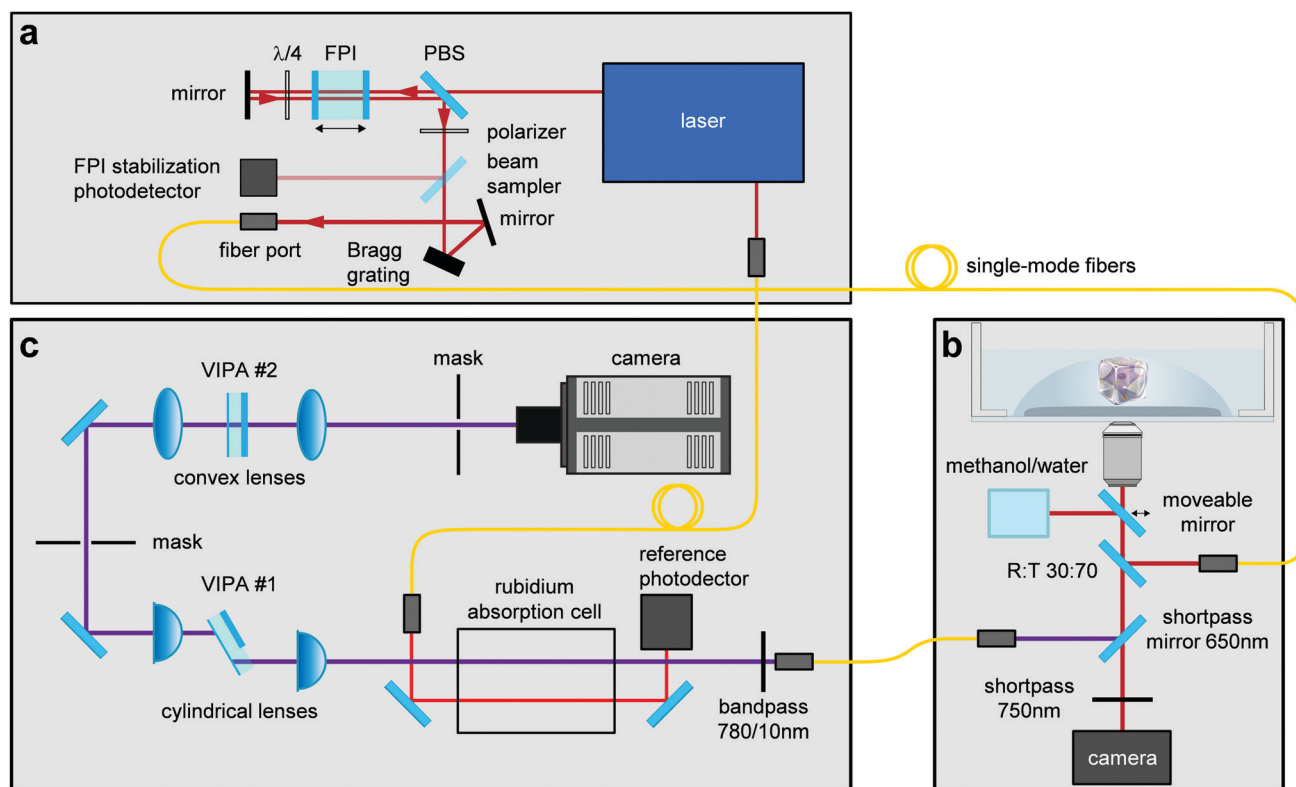 a
λ/4
FPI
PBS
mirror
laser
polarizer
FPI stabilization
photodetector
beam
sampler
mirror
fiber port
Bragg
grating
single-mode fibers
c
VIPA #2
mask
camera
convex lenses
mask
VIPA #1
cylindrical lenses
rubidium
absorption cell
reference
photodector
bandpass
780/10nm
b
methanol/water
moveable
mirror
R:T 30:70
shortpass
mirror 650nm
shortpass
750nm
camera